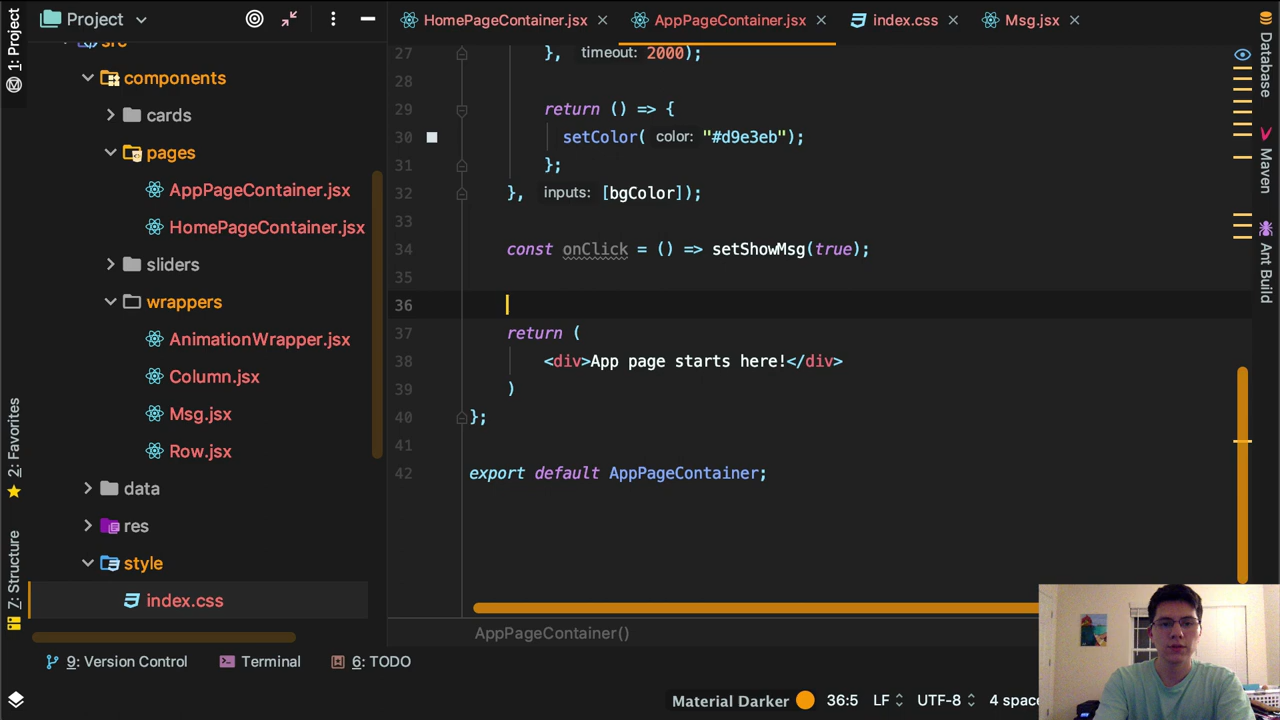 Project
HomePageContainer.jsx
AppPageContainer.jsx
index.css
Msg.jsx
1: Project
2: Favorites
7: Structure
Database
Maven
Ant Build
components
cards
pages
AppPageContainer.jsx
HomePageContainer.jsx
sliders
wrappers
AnimationWrapper.jsx
Column.jsx
Msg.jsx
Row.jsx
data
res
style
index.css
27 }, timeout: 2000);
28
29 return () => {
30 setColor( color: "#d9e3eb");
31 };
32 }, inputs: [bgColor]);
33
34 const onClick = () => setShowMsg(true);
35
36
37 return (
38 <div>App page starts here!</div>
39 )
40 };
41
42 export default AppPageContainer;
AppPageContainer()
9: Version Control
Terminal
6: TODO
Material Darker
36:5
LF
UTF-8
4